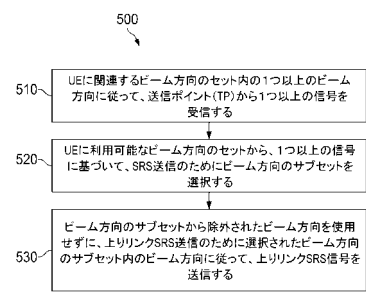 500
510
UEに関連するビーム方向のセット内の1つ以上のビーム
方向に従って、送信ポイント(TP)から1つ以上の信号を
受信する
520
UEに利用可能なビーム方向のセットから、1つ以上の信号
に基づいて、SRS送信のためにビーム方向のサブセットを
選択する
530
ビーム方向のサブセットから除外されたビーム方向を使用
せずに、上りリンクSRS送信のために選択されたビーム方向
のサブセット内のビーム方向に従って、上りリンクSRS信号を
送信する